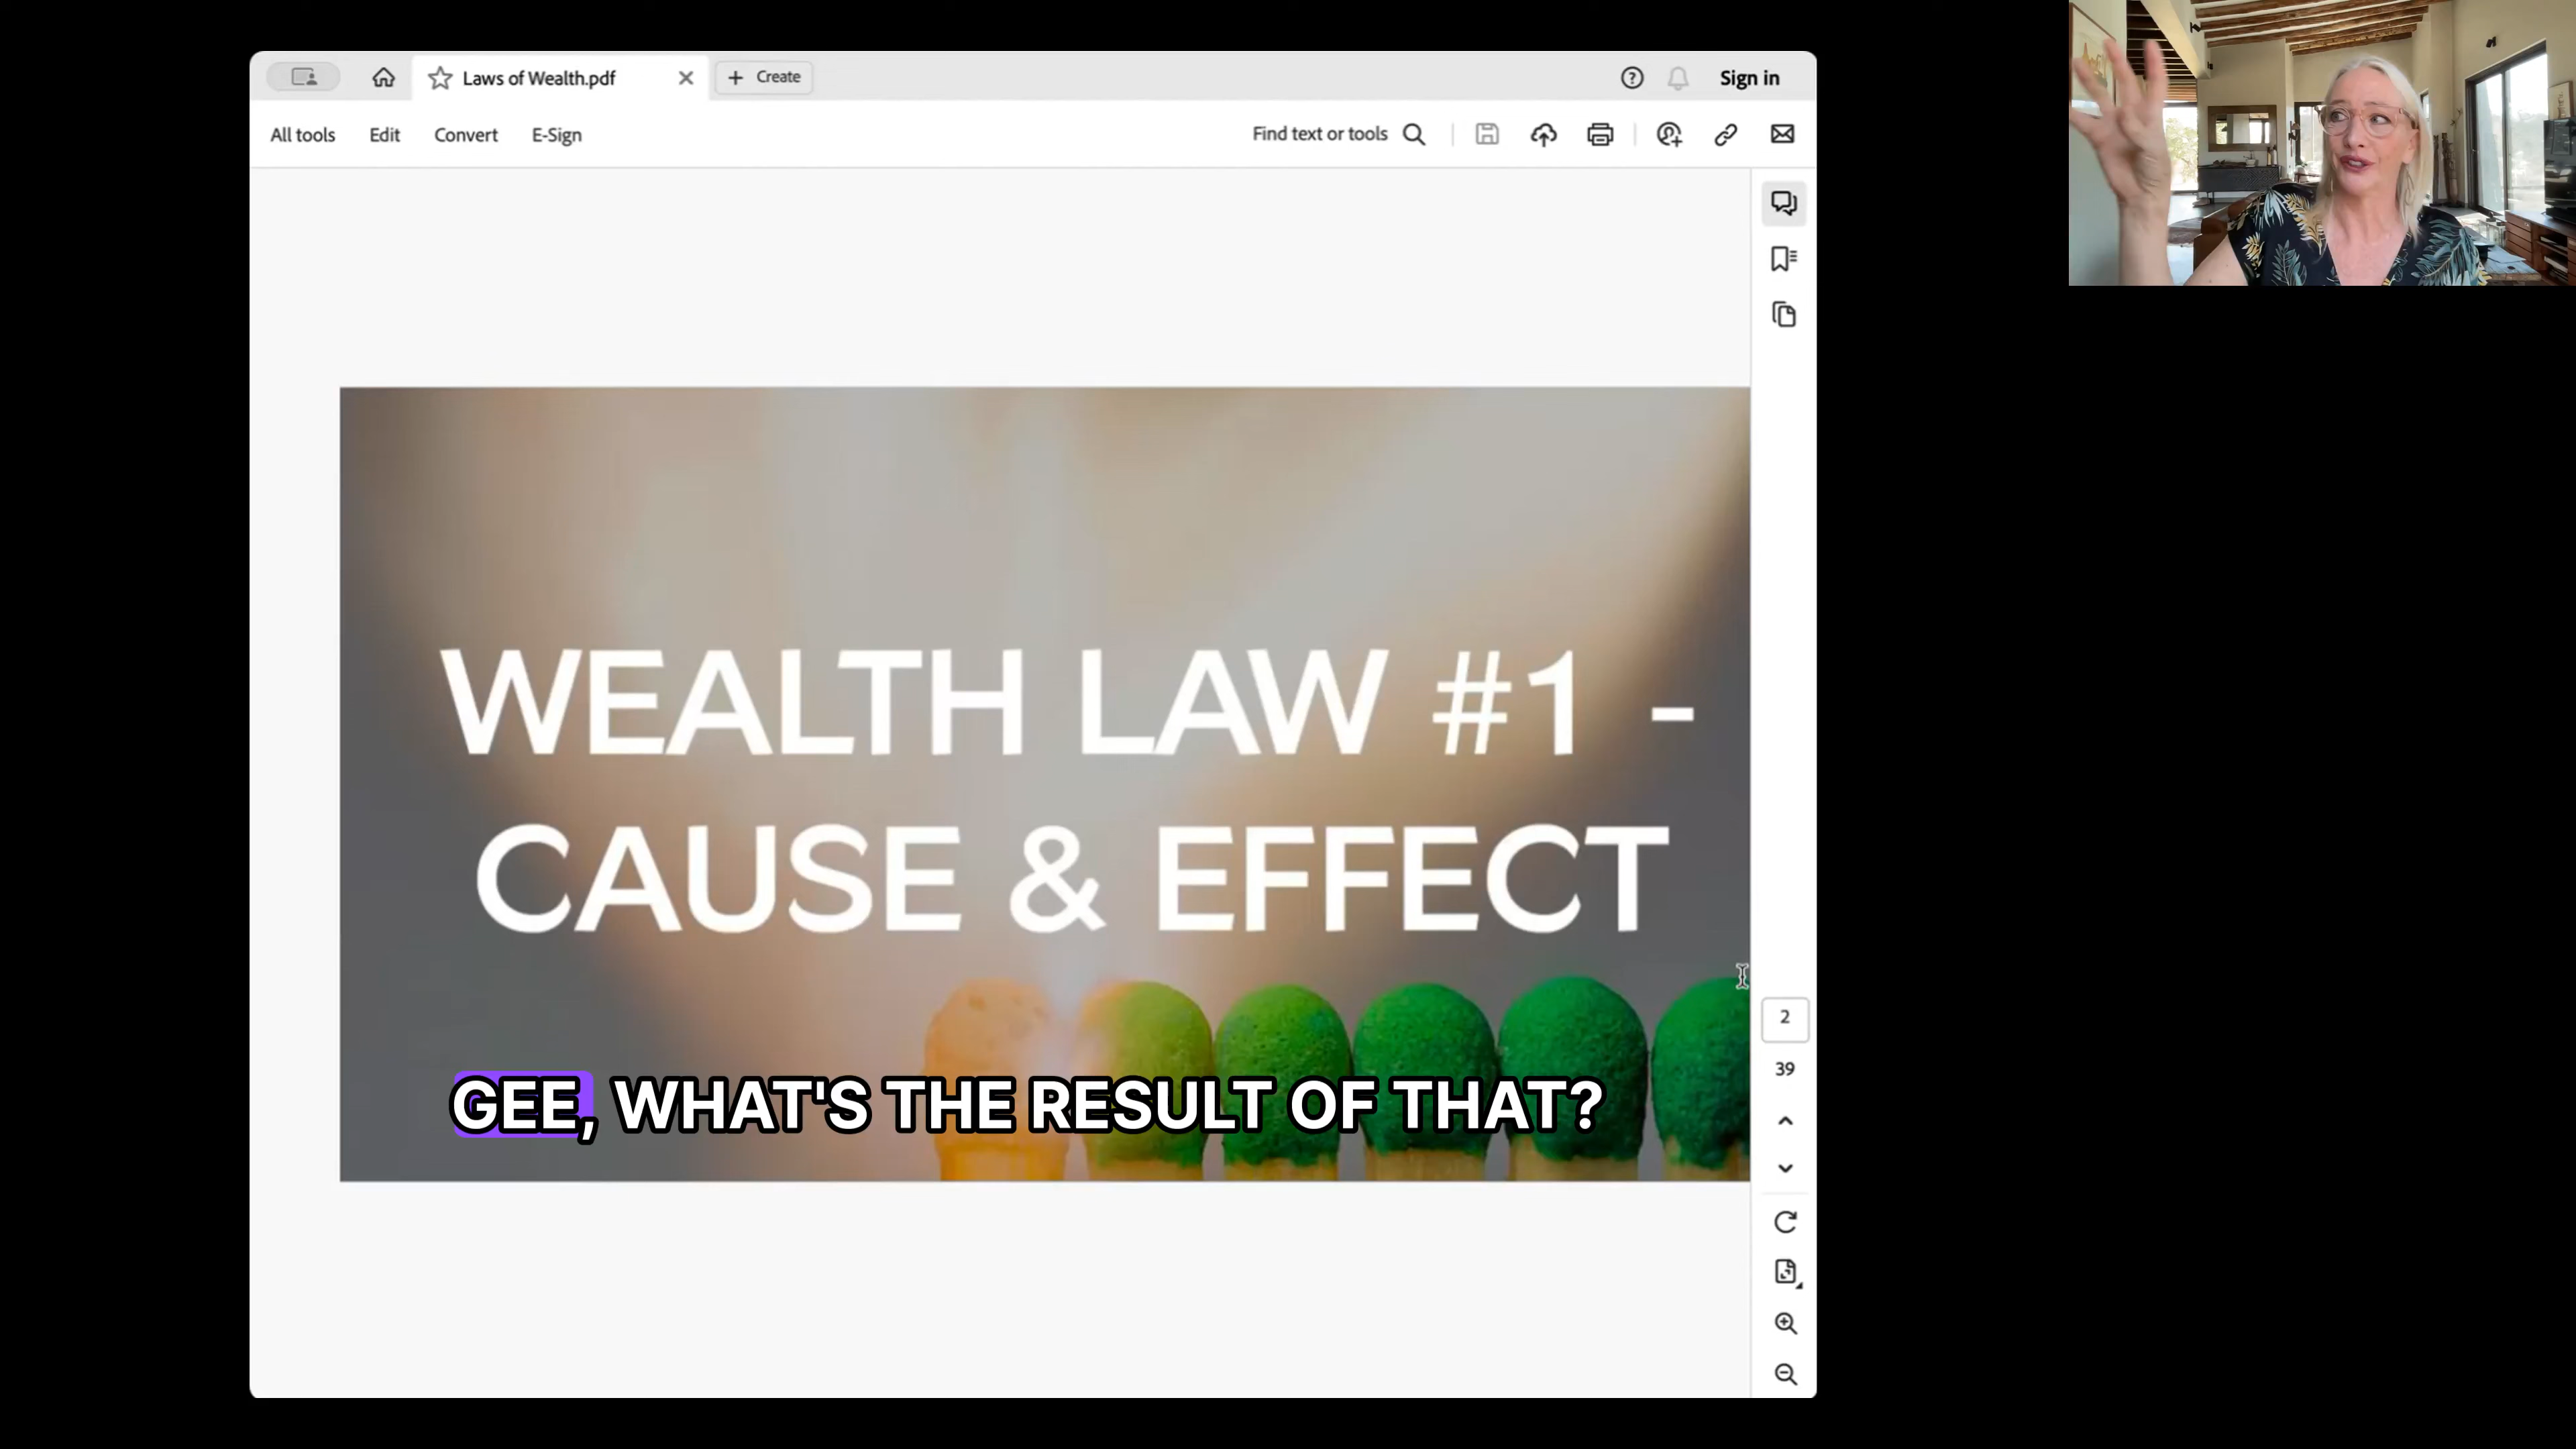 Laws of Wealth.pdf
Create
Sign in
All tools
Edit
Convert
E-Sign
Find text or tools
WEALTH LAW #1 -
CAUSE & EFFECT
GEE, WHAT'S THE RESULT OF THAT?
2
39